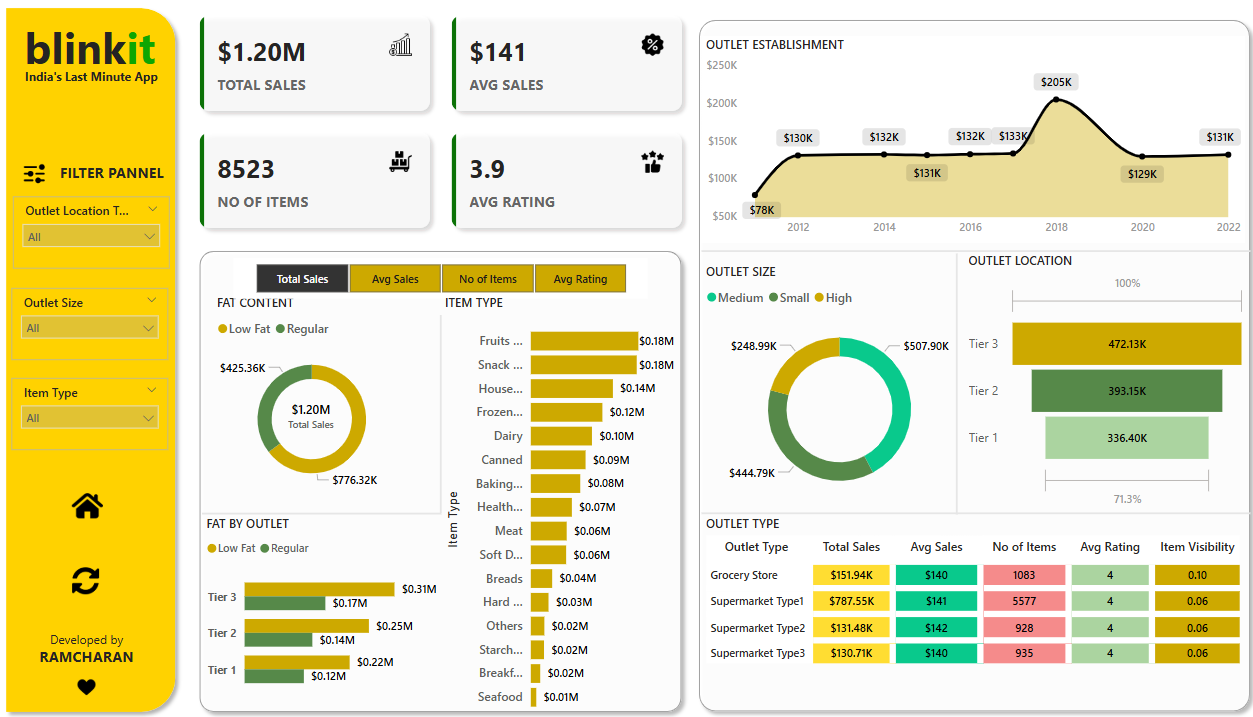 blinkit
India's Last Minute App
FILTER PANNEL
Outlet Location T...
All
Outlet Size
All
Item Type
All
Developed by
RAMCHARAN
$1.20M
TOTAL SALES
$141
AVG SALES
8523
NO OF ITEMS
3.9
AVG RATING
Total Sales Avg Sales No of Items Avg Rating
FAT CONTENT
Low Fat Regular
$425.36K
$1.20M
Total Sales
$776.32K
FAT BY OUTLET
Low Fat Regular
Tier 3 $0.31M
$0.17M
Tier 2 $0.25M
$0.14M
Tier 1 $0.22M
$0.12M
ITEM TYPE
Item Type
Fruits ... $0.18M
Snack ... $0.18M
House... $0.14M
Frozen... $0.12M
Dairy $0.10M
Canned $0.09M
Baking... $0.08M
Health... $0.07M
Meat $0.06M
Soft D... $0.06M
Breads $0.04M
Hard ... $0.03M
Others $0.02M
Starch... $0.02M
Breakf... $0.02M
Seafood $0.01M
OUTLET ESTABLISHMENT
$250K
$200K
$150K
$100K
$50K
$78K
$130K
$132K
$131K
$132K
$133K
$205K
$129K
$131K
2012 2014 2016 2018 2020 2022
OUTLET SIZE
Medium Small High
$248.99K
$507.90K
$444.79K
OUTLET LOCATION
100%
Tier 3 472.13K
Tier 2 393.15K
Tier 1 336.40K
71.3%
OUTLET TYPE
Outlet Type Total Sales Avg Sales No of Items Avg Rating Item Visibility
Grocery Store $151.94K $140 1083 4 0.10
Supermarket Type1 $787.55K $141 5577 4 0.06
Supermarket Type2 $131.48K $142 928 4 0.06
Supermarket Type3 $130.71K $140 935 4 0.06